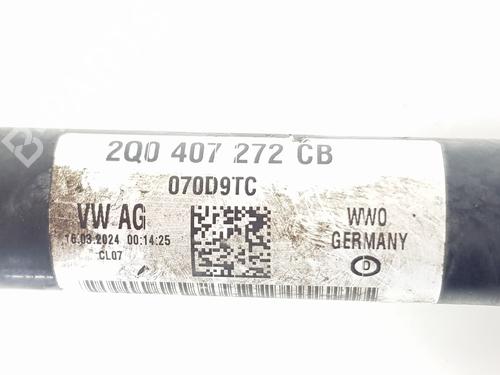 2Q0 407 272 CB
070D9TC
VW AG
16.03.2024 00:14:25
CL07
WWO
GERMANY
D